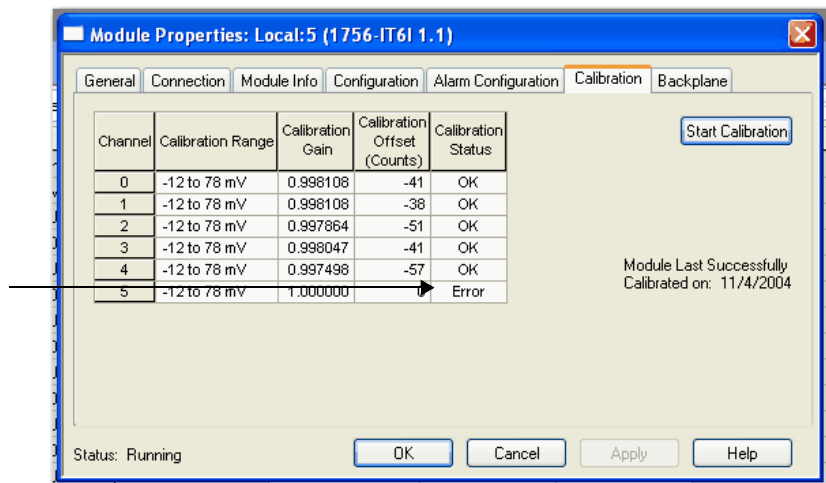 Module Properties: Local:5 (1756-IT6I 1.1)
General Connection Module Info Configuration Alarm Configuration Calibration Backplane
Channel Calibration Range Calibration Gain Calibration Offset (Counts) Calibration Status
0 -12 to 78 mV 0.998108 -41 OK
1 -12 to 78 mV 0.998108 -38 OK
2 -12 to 78 mV 0.997864 -51 OK
3 -12 to 78 mV 0.998047 -41 OK
4 -12 to 78 mV 0.997498 -57 OK
5 -12 to 78 mV 1.000000 0 Error
Start Calibration
Module Last Successfully
Calibrated on: 11/4/2004
Status: Running
OK Cancel Apply Help